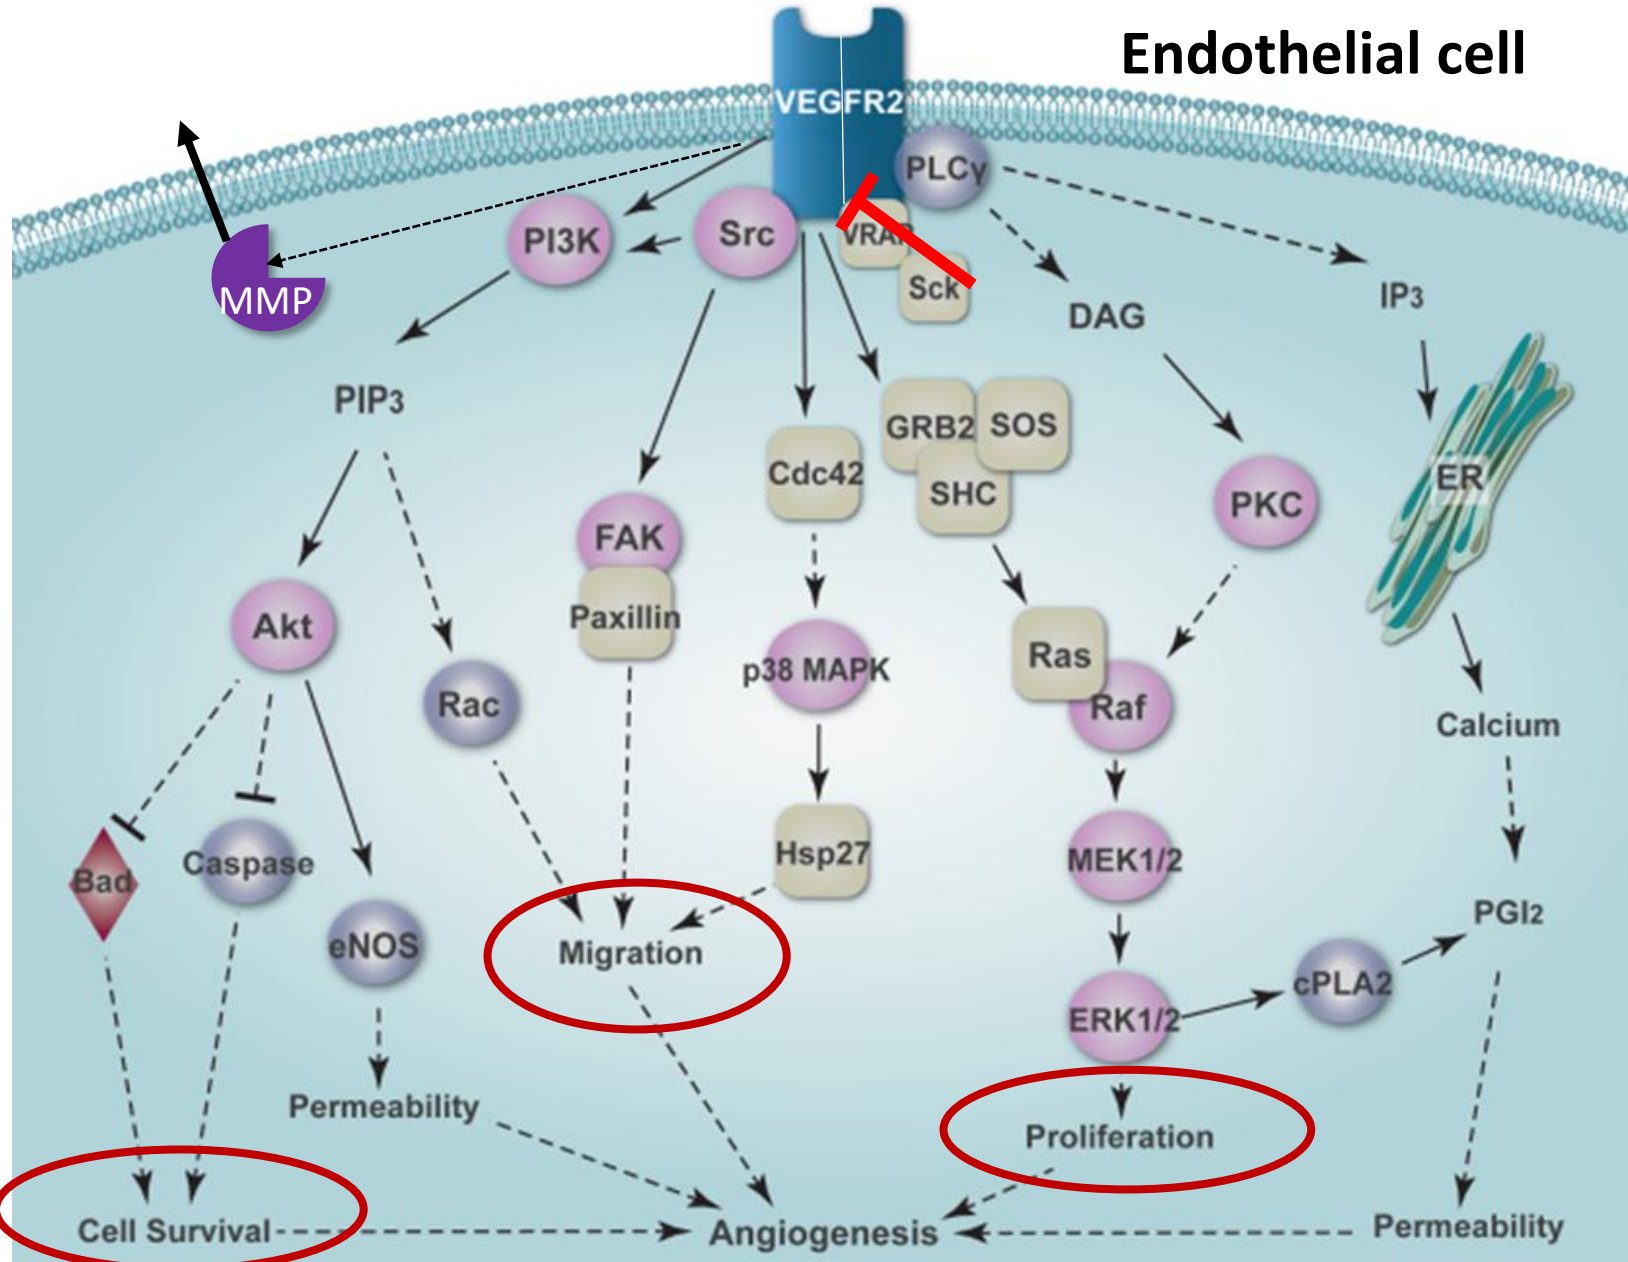 Endothelial cell
VEGFR2
PLCγ
PI3K
Src
VRAP
Sck
MMP
DAG
IP3
PIP3
GRB2
SOS
Cdc42
SHC
ER
PKC
FAK
Paxillin
Akt
Rac
p38 MAPK
Ras
Raf
Calcium
Bad
Caspase
Hsp27
MEK1/2
eNOS
Migration
PGI2
cPLA2
ERK1/2
Permeability
Proliferation
Cell Survival
Angiogenesis
Permeability